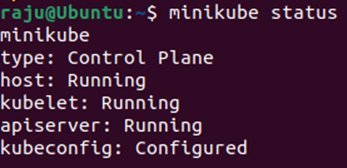 raju@Ubuntu:~$ minikube status
minikube
type: Control Plane
host: Running
kubelet: Running
apiserver: Running
kubeconfig: Configured